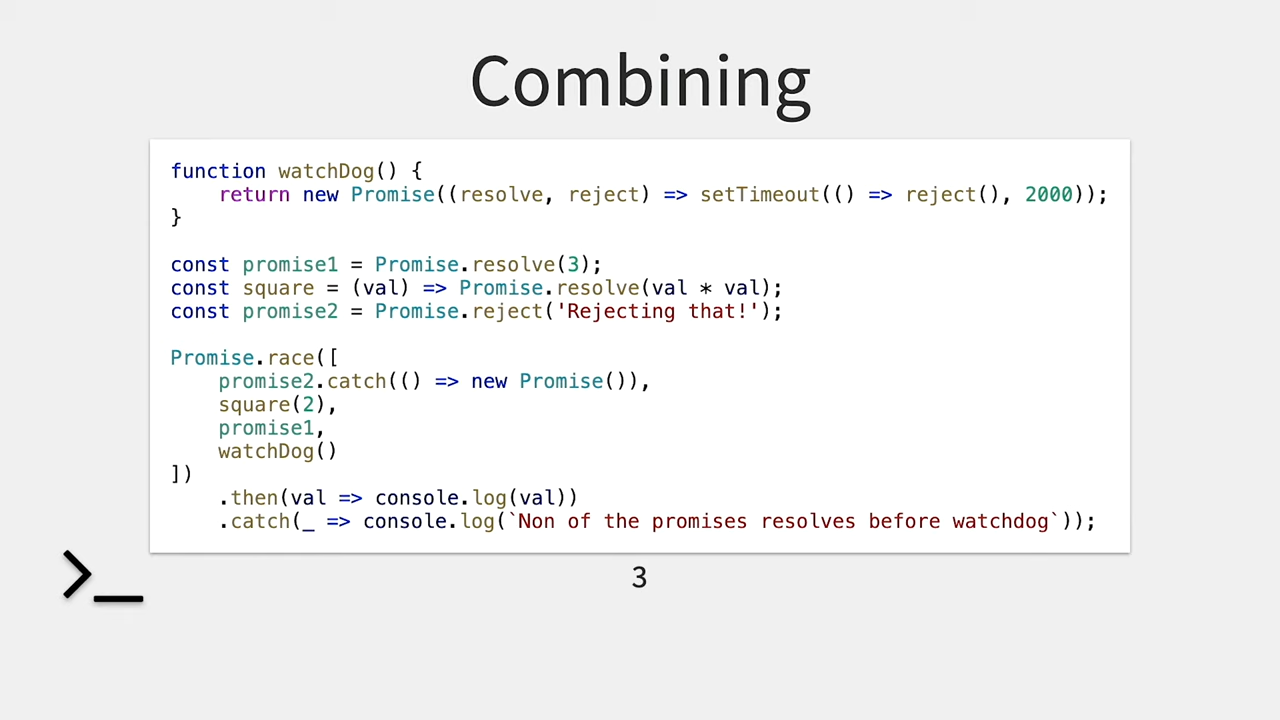 Combining
function watchDog() {
    return new Promise((resolve, reject) => setTimeout(() => reject(), 2000));
}
const promise1 = Promise.resolve(3);
const square = (val) => Promise.resolve(val * val);
const promise2 = Promise.reject('Rejecting that!');
Promise.race([
    promise2.catch(() => new Promise()),
    square(2),
    promise1,
    watchDog()
])
    .then(val => console.log(val))
    .catch(_ => console.log(`Non of the promises resolves before watchdog`));
>_
3